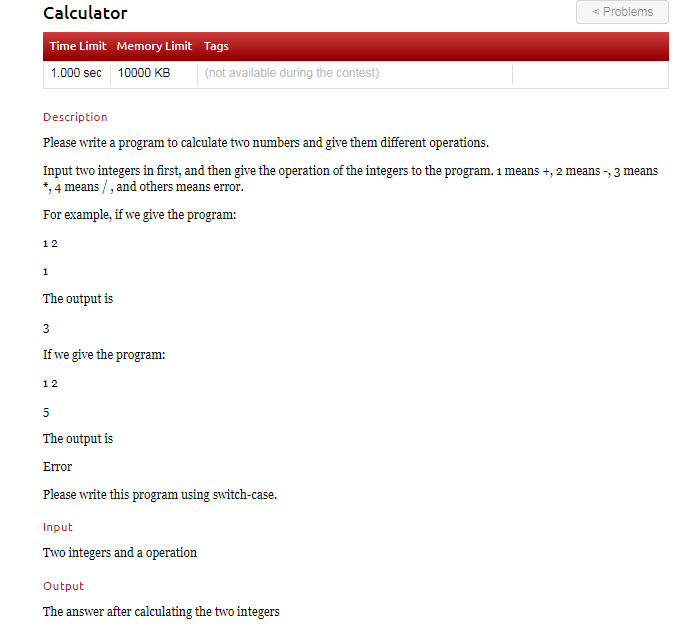 Calculator
< Problems
Time Limit Memory Limit Tags
1.000 sec 10000 KB (not available during the contest)
Description
Please write a program to calculate two numbers and give them different operations.
Input two integers in first, and then give the operation of the integers to the program. 1 means +, 2 means -, 3 means
*, 4 means / , and others means error.
For example, if we give the program:
1 2
1
The output is
3
If we give the program:
1 2
5
The output is
Error
Please write this program using switch-case.
Input
Two integers and a operation
Output
The answer after calculating the two integers